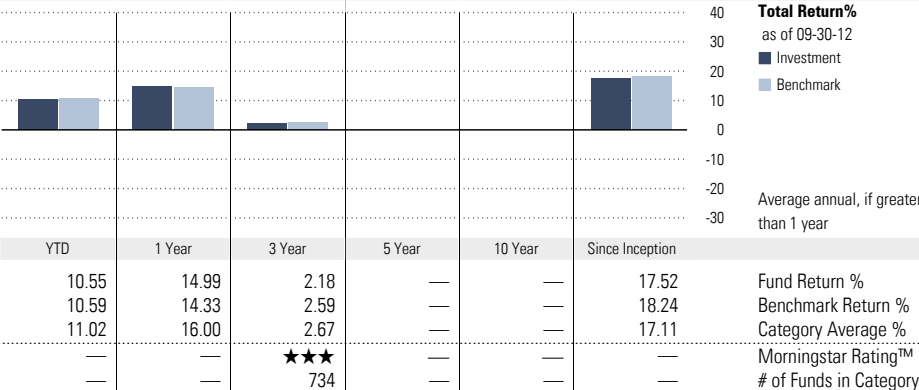 40
30
20
10
0
-10
-20
-30
Total Return%
as of 09-30-12
Investment
Benchmark
Average annual, if greater
than 1 year
YTD 1 Year 3 Year 5 Year 10 Year Since Inception
10.55 14.99 2.18 — — 17.52 Fund Return %
10.59 14.33 2.59 — — 18.24 Benchmark Return %
11.02 16.00 2.67 — — 17.11 Category Average %
— — ★★★ — — — Morningstar Rating™
— — 734 — — — # of Funds in Category